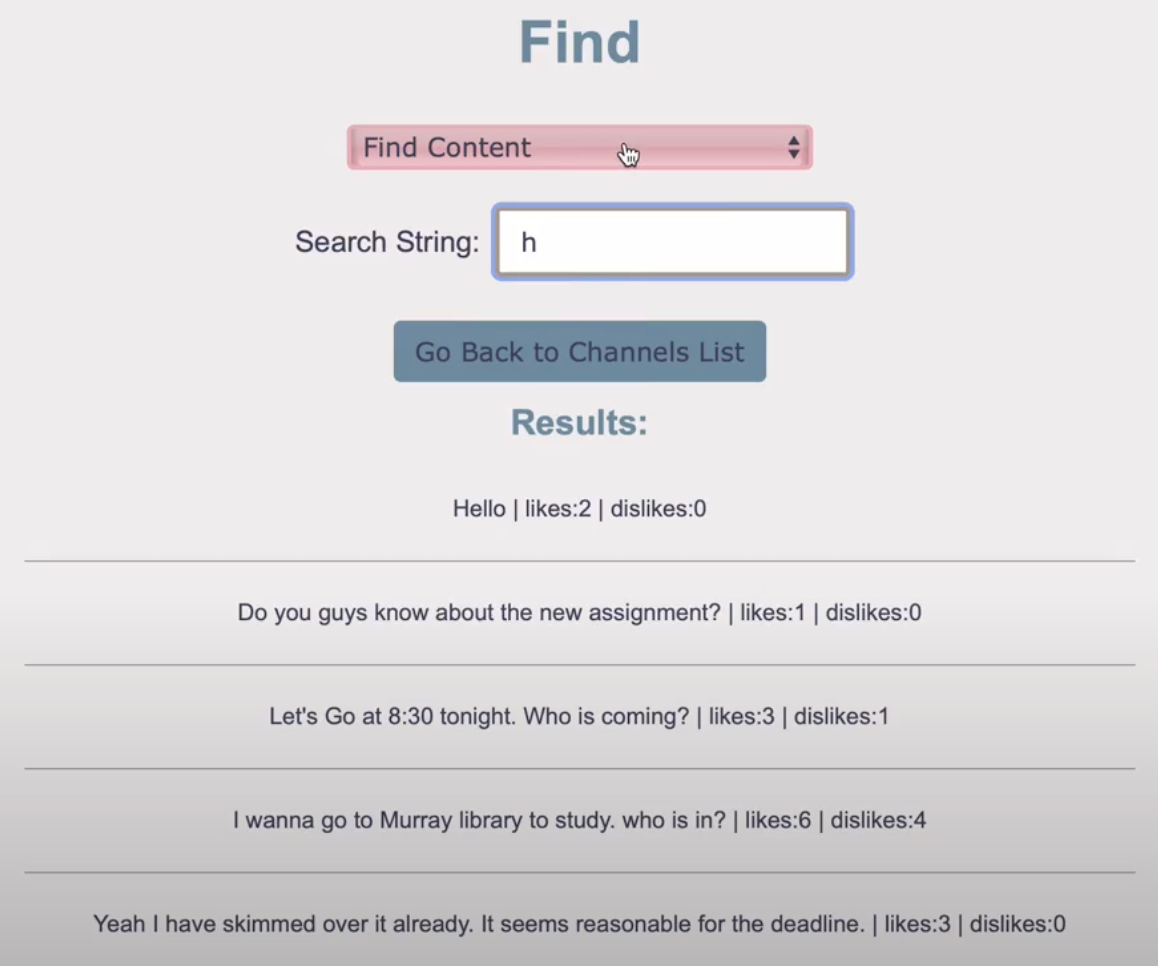 Find
Find Content
Search String: h
Go Back to Channels List
Results:
Hello | likes:2 | dislikes:0
Do you guys know about the new assignment? | likes:1 | dislikes:0
Let's Go at 8:30 tonight. Who is coming? | likes:3 | dislikes:1
I wanna go to Murray library to study. who is in? | likes:6 | dislikes:4
Yeah I have skimmed over it already. It seems reasonable for the deadline. | likes:3 | dislikes:0